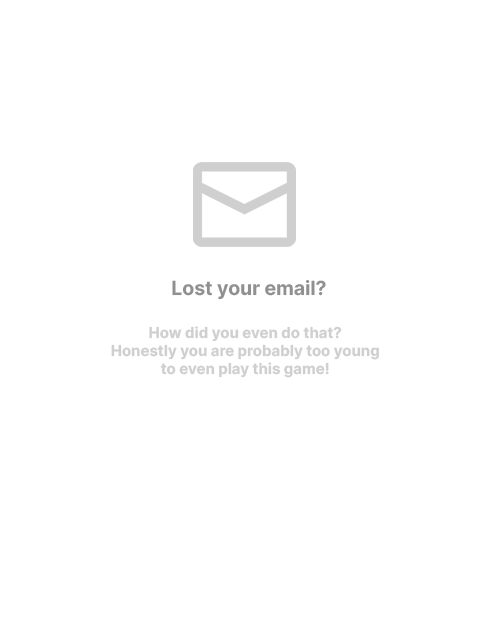 Lost your email?
How did you even do that?
Honestly you are probably too young
to even play this game!